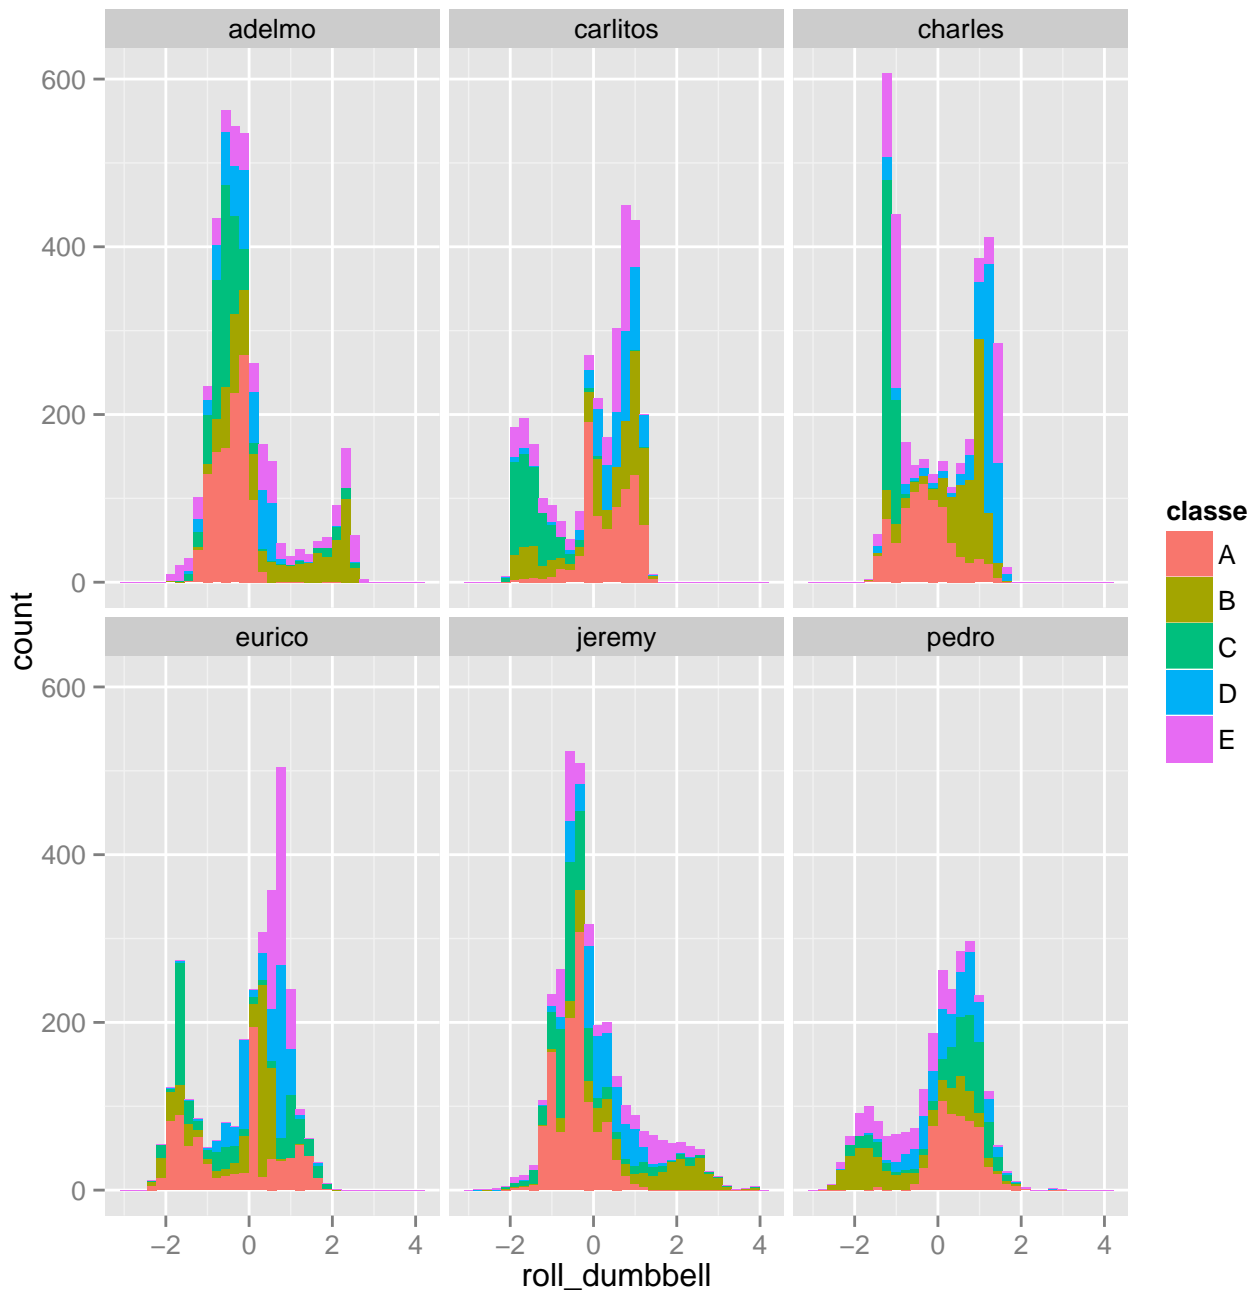 adelmo carlitos charles
600
400
200
0
eurico jeremy pedro
600
400
200
0
−2 0 2 4 −2 0 2 4 −2 0 2 4
roll_dumbbell
count
classe
A
B
C
D
E